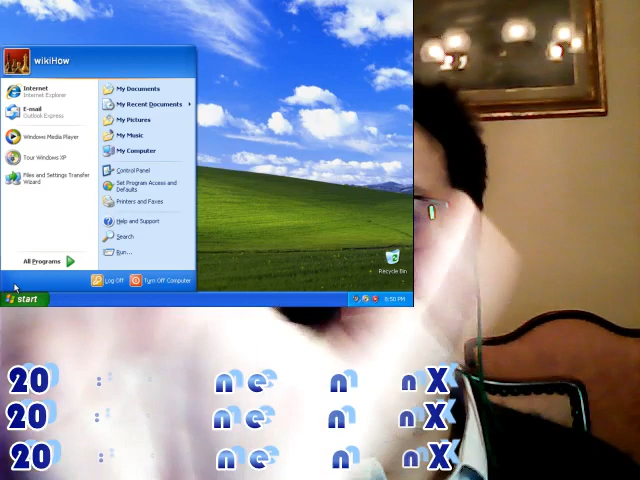 wikiHow
Internet
Internet Explorer
E-mail
Outlook Express
Windows Media Player
Tour Windows XP
Files and Settings Transfer
Wizard
All Programs
My Documents
My Recent Documents
My Pictures
My Music
My Computer
Control Panel
Set Program Access and
Defaults
Printers and Faxes
Help and Support
Search
Run...
Log Off
Turn Off Computer
Recycle Bin
start
6:50 PM
20 : n e n n X
20 : n e n n X
20 : n e n n X